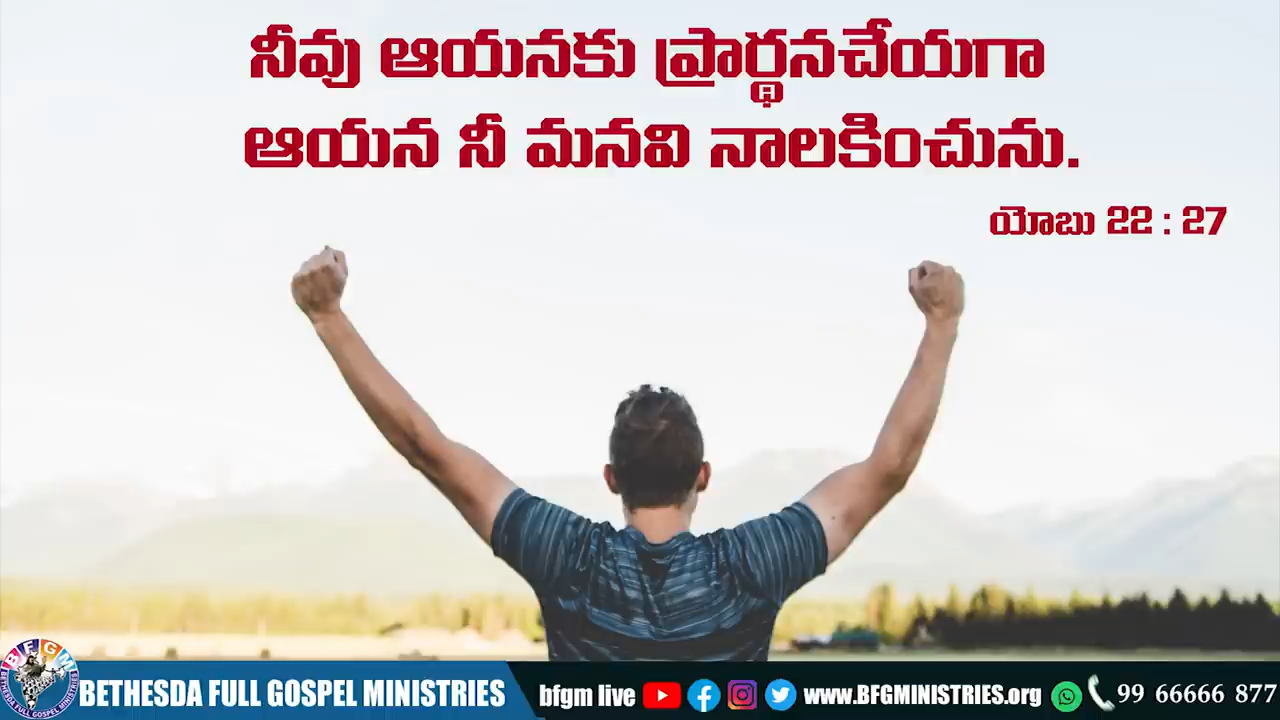 నీవు ఆయనకు ప్రార్థనచేయగా
ఆయన నీ మనవి నాలకించును.
యోబు 22 : 27
BFGM
BETHESDA FULL GOSPEL MINISTRIES
bfgm live
www.BFGMINISTRIES.org
99 66666 877